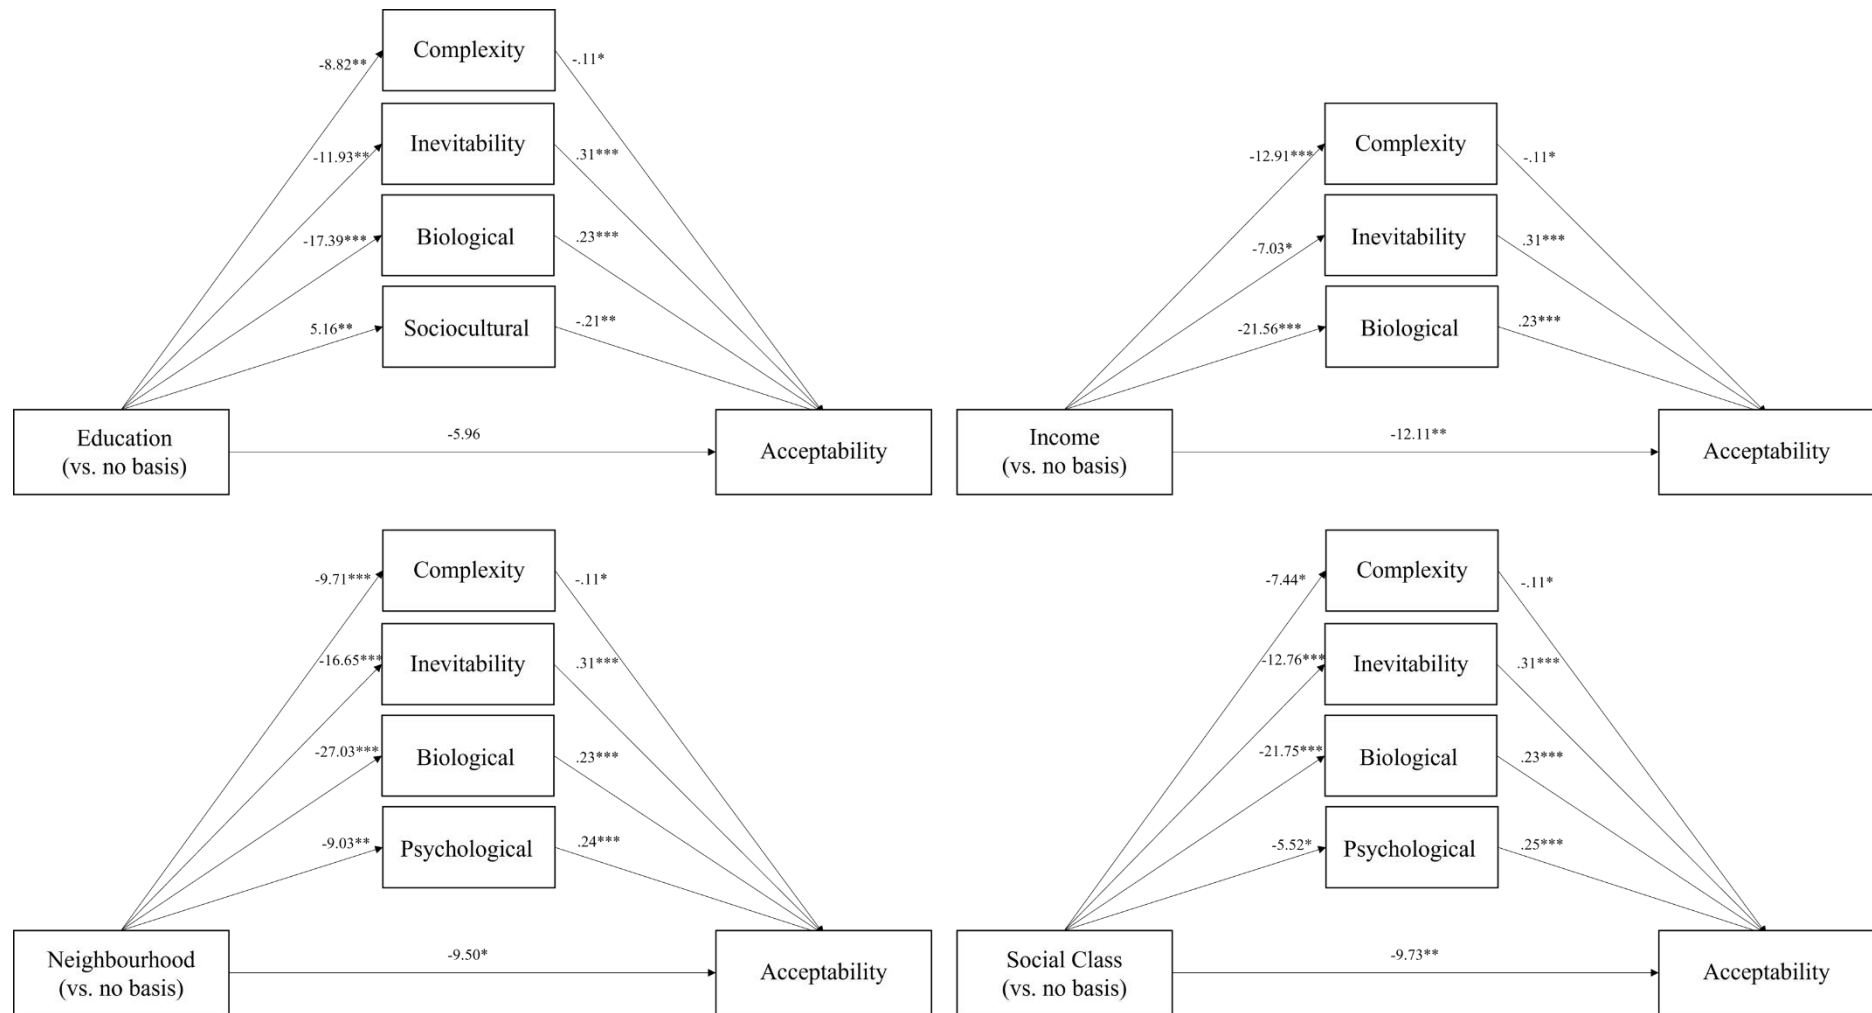 Complexity
-8.82**
-.11*
Inevitability
-11.93**
.31***
Biological
-17.39***
.23***
Sociocultural
5.16**
-.21**
Education
(vs. no basis)
-5.96
Acceptability
Complexity
-12.91***
-.11*
Inevitability
-7.03*
.31***
Biological
-21.56***
.23***
Income
(vs. no basis)
-12.11**
Acceptability
Complexity
-9.71***
-.11*
Inevitability
-16.65***
.31***
Biological
-27.03***
.23***
Psychological
-9.03**
.24***
Neighbourhood
(vs. no basis)
-9.50*
Acceptability
Complexity
-7.44*
-.11*
Inevitability
-12.76***
.31***
Biological
-21.75***
.23***
Psychological
-5.52*
.25***
Social Class
(vs. no basis)
-9.73**
Acceptability